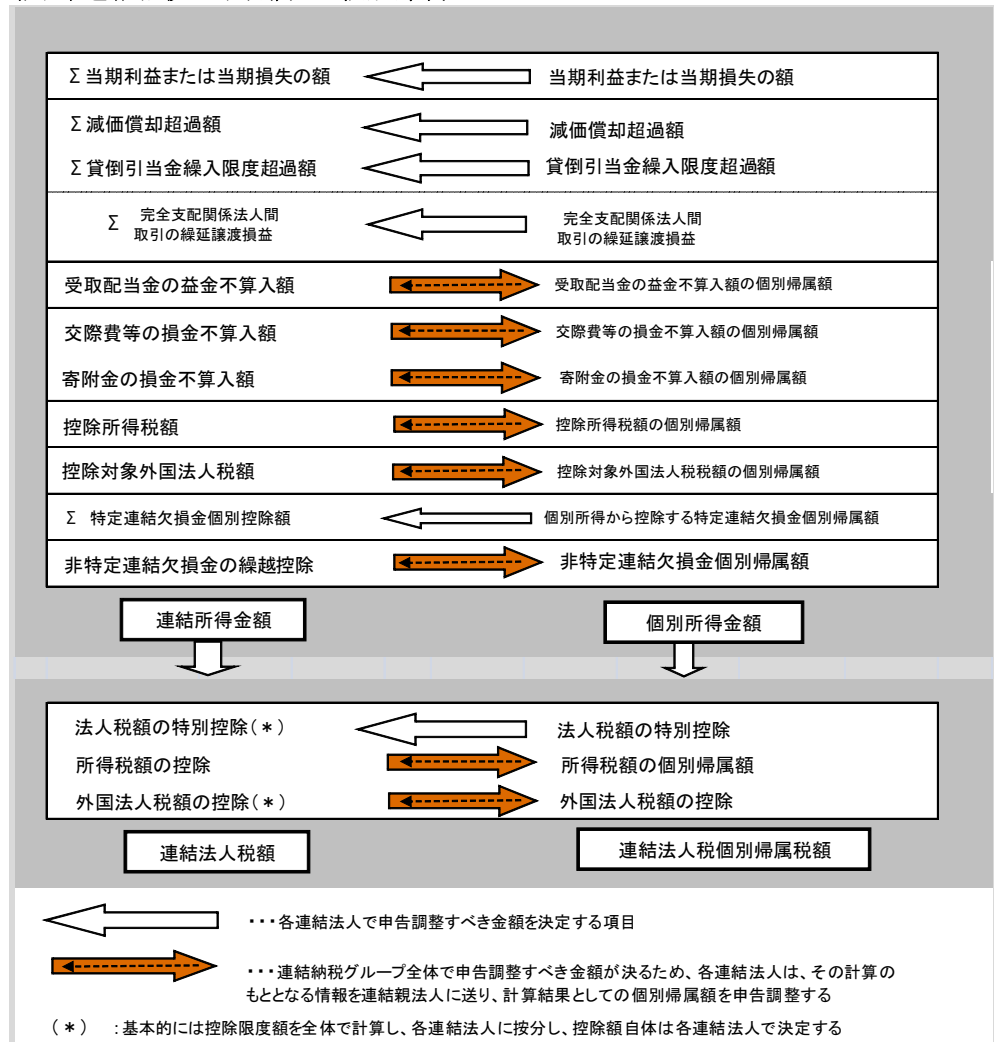 Σ当期利益または当期損失の額 当期利益または当期損失の額
Σ減価償却超過額 減価償却超過額
Σ貸倒引当金繰入限度超過額 貸倒引当金繰入限度超過額
Σ 完全支配関係法人間 完全支配関係法人間
取引の繰延譲渡損益 取引の繰延譲渡損益
受取配当金の益金不算入額 受取配当金の益金不算入額の個別帰属額
交際費等の損金不算入額 交際費等の損金不算入額の個別帰属額
寄附金の損金不算入額 寄附金の損金不算入額の個別帰属額
控除所得税額 控除所得税額の個別帰属額
控除対象外国法人税額 控除対象外国法人税税額の個別帰属額
Σ 特定連結欠損金個別控除額 個別所得から控除する特定連結欠損金個別帰属額
非特定連結欠損金の繰越控除 非特定連結欠損金個別帰属額
連結所得金額 個別所得金額
法人税額の特別控除(＊) 法人税額の特別控除
所得税額の控除 所得税額の個別帰属額
外国法人税額の控除(＊) 外国法人税額の控除
連結法人税額 連結法人税個別帰属税額
・・・各連結法人で申告調整すべき金額を決定する項目
・・・連結納税グループ全体で申告調整すべき金額が決るため、各連結法人は、その計算の
もととなる情報を連結親法人に送り、計算結果としての個別帰属額を申告調整する
(＊) :基本的には控除限度額を全体で計算し、各連結法人に按分し、控除額自体は各連結法人で決定する